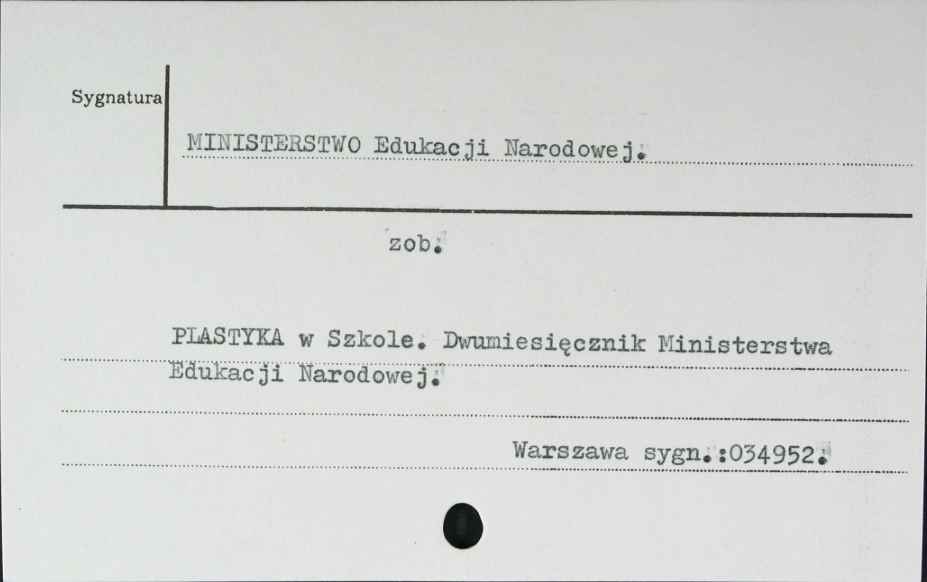 Sygnatura
MINISTERSTWO Edukacji Narodowej.
zob.
PLASTYKA w Szkole. Dwumiesięcznik Ministerstwa
Edukacji Narodowej.
Warszawa sygn.:034952.